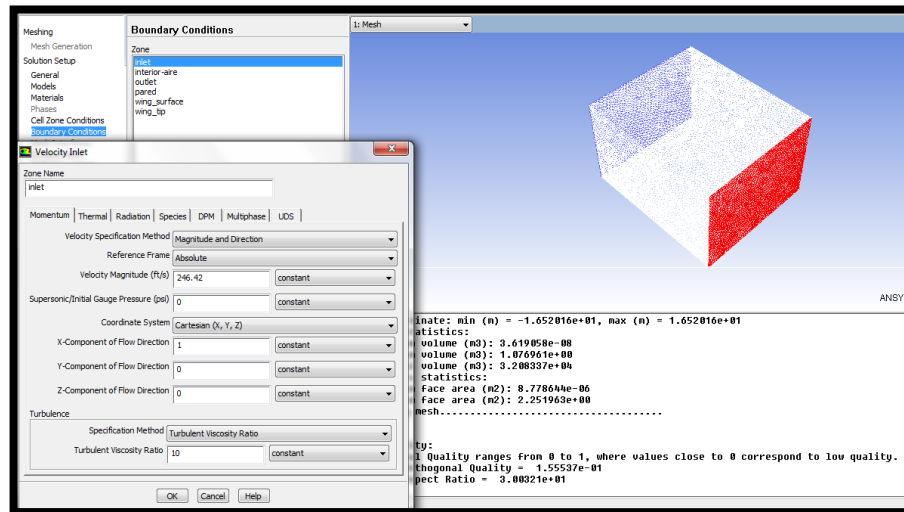 Meshing
Mesh Generation
Solution Setup
General
Models
Materials
Phases
Cell Zone Conditions
Boundary Conditions
Boundary Conditions
Zone
inlet
interior-aire
outlet
pared
wing_surface
wing_tip
1: Mesh
Velocity Inlet
Zone Name
inlet
Momentum Thermal Radiation Species DPM Multiphase UDS
Velocity Specification Method Magnitude and Direction
Reference Frame Absolute
Velocity Magnitude (ft/s) 246.42 constant
Supersonic/Initial Gauge Pressure (psi) 0 constant
Coordinate System Cartesian (X, Y, Z)
X-Component of Flow Direction 1 constant
Y-Component of Flow Direction 0 constant
Z-Component of Flow Direction 0 constant
Turbulence
Specification Method Turbulent Viscosity Ratio
Turbulent Viscosity Ratio 10 constant
OK Cancel Help
ANSY
inate: min (m) = -1.652016e+01, max (m) = 1.652016e+01
atistics:
volume (m3): 3.619058e-08
volume (m3): 1.076961e+00
volume (m3): 3.208337e+04
statistics:
face area (m2): 8.778644e-06
face area (m2): 2.251963e+00
mesh....................................
ty:
l Quality ranges from 0 to 1, where values close to 0 correspond to low quality.
thogonal Quality = 1.55537e-01
pect Ratio = 3.00321e+01